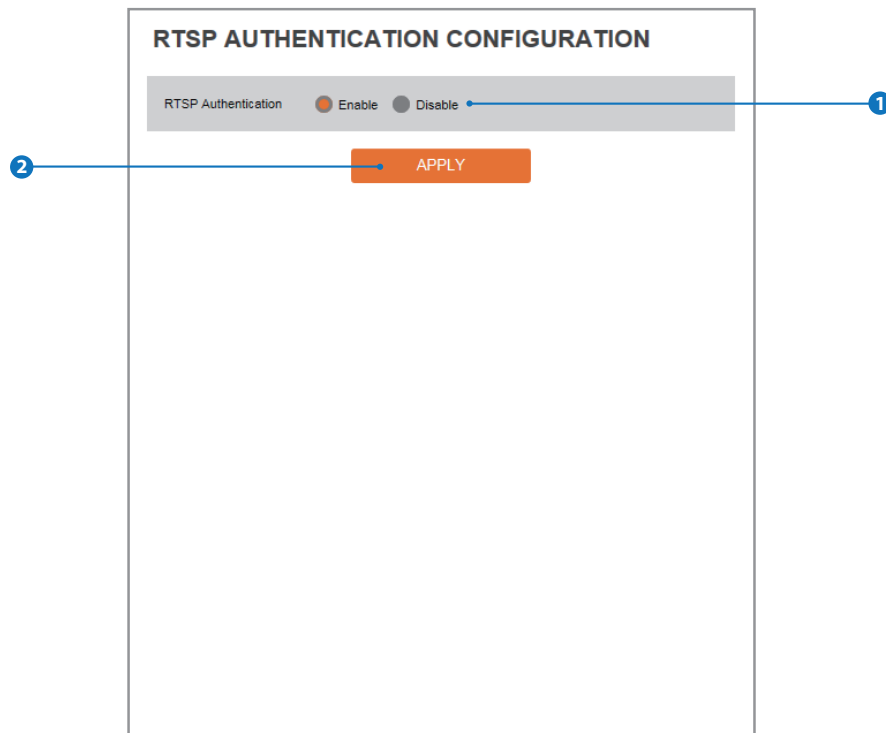 RTSP AUTHENTICATION CONFIGURATION
RTSP Authentication Enable Disable 1
2 APPLY